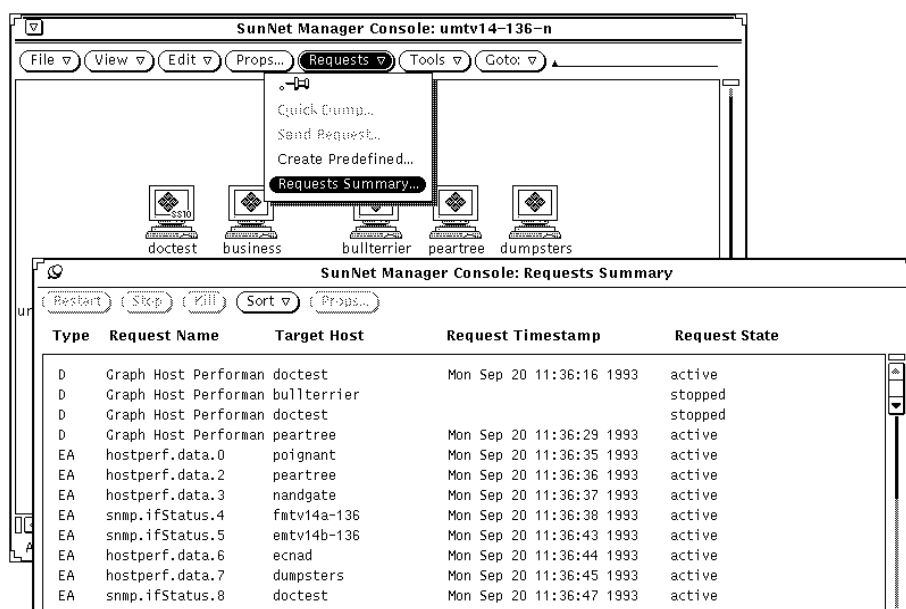 SunNet Manager Console: umtv14-136-n
File View Edit Props... Requests Tools Goto:
Quick Dump...
Send Request...
Create Predefined...
Requests Summary...
SS10
doctest business bullterrier peartree dumpsters
SunNet Manager Console: Requests Summary
Restart Stop Kill Sort Props...
ur
Type Request Name Target Host Request Timestamp Request State
D Graph Host Performan doctest Mon Sep 20 11:36:16 1993 active
D Graph Host Performan bullterrier stopped
D Graph Host Performan doctest stopped
D Graph Host Performan peartree Mon Sep 20 11:36:29 1993 active
EA hostperf.data.0 poignant Mon Sep 20 11:36:35 1993 active
EA hostperf.data.2 peartree Mon Sep 20 11:36:36 1993 active
EA hostperf.data.3 nandgate Mon Sep 20 11:36:37 1993 active
EA snmp.ifStatus.4 fmtv14a-136 Mon Sep 20 11:36:38 1993 active
EA snmp.ifStatus.5 emtv14b-136 Mon Sep 20 11:36:43 1993 active
EA hostperf.data.6 ecnad Mon Sep 20 11:36:44 1993 active
EA hostperf.data.7 dumpsters Mon Sep 20 11:36:45 1993 active
EA snmp.ifStatus.8 doctest Mon Sep 20 11:36:47 1993 active